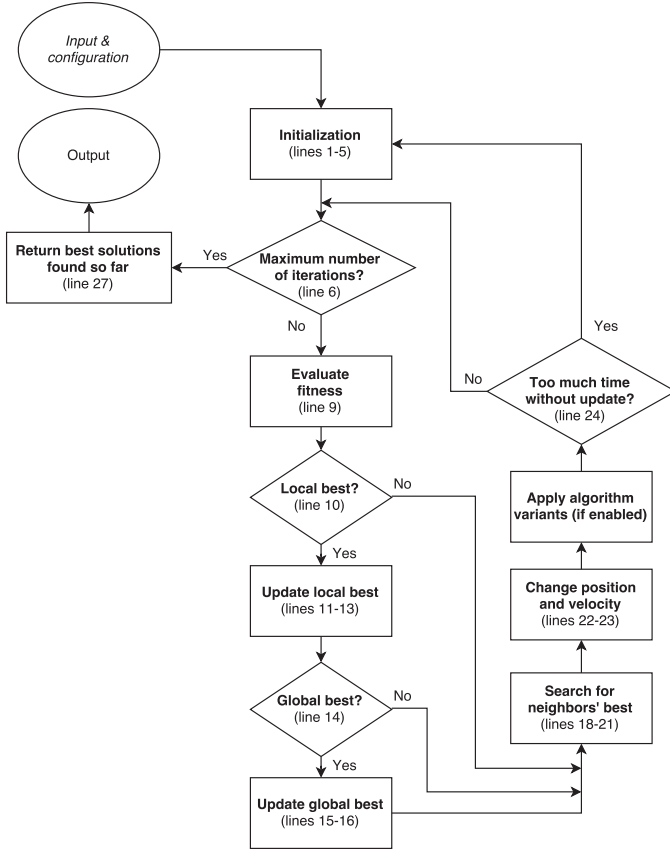 Input &
configuration
Initialization
(lines 1-5)
Output
Return best solutions
found so far
(line 27)
Yes
Maximum number
of iterations?
(line 6)
No
Evaluate
fitness
(line 9)
Local best?
(line 10)
No
Yes
Update local best
(lines 11-13)
Global best?
(line 14)
No
Yes
Update global best
(lines 15-16)
Search for
neighbors' best
(lines 18-21)
Change position
and velocity
(lines 22-23)
Apply algorithm
variants (if enabled)
Too much time
without update?
(line 24)
No
Yes